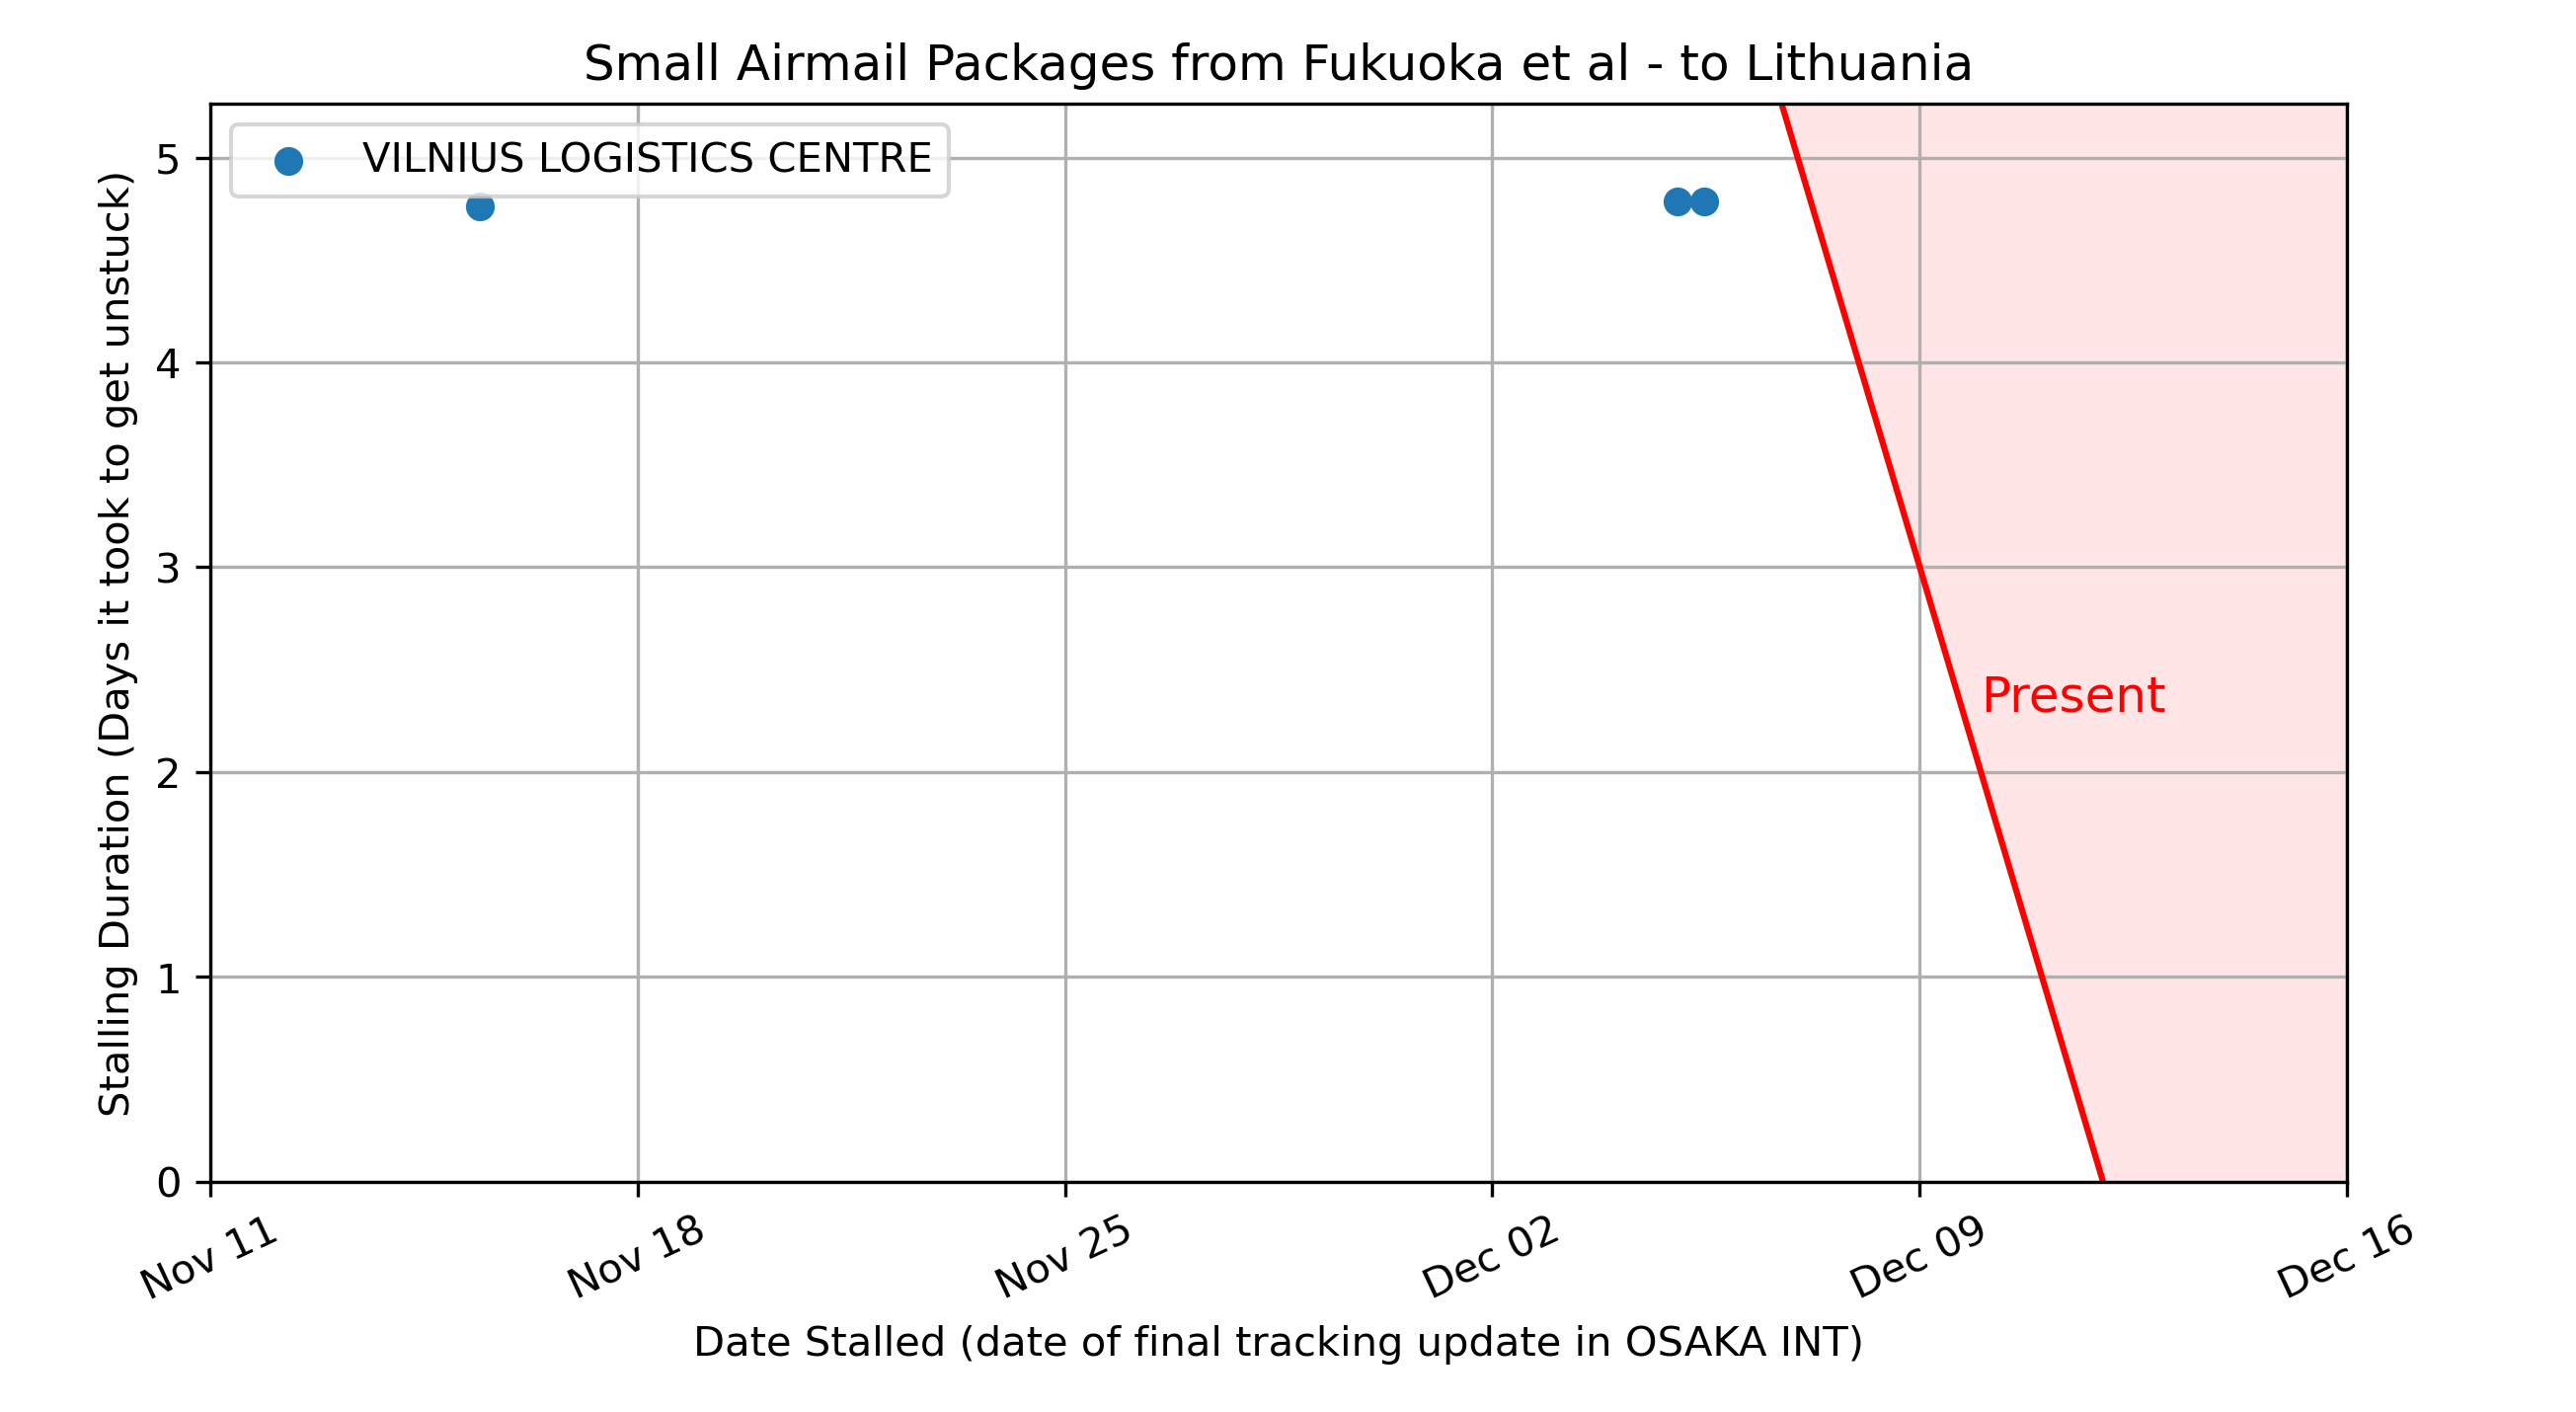 Small Airmail Packages from Fukuoka et al - to Lithuania
VILNIUS LOGISTICS CENTRE
Stalling Duration (Days it took to get unstuck)
5
4
3
2
1
0
Present
Nov 11
Nov 18
Nov 25
Dec 02
Dec 09
Dec 16
Date Stalled (date of final tracking update in OSAKA INT)